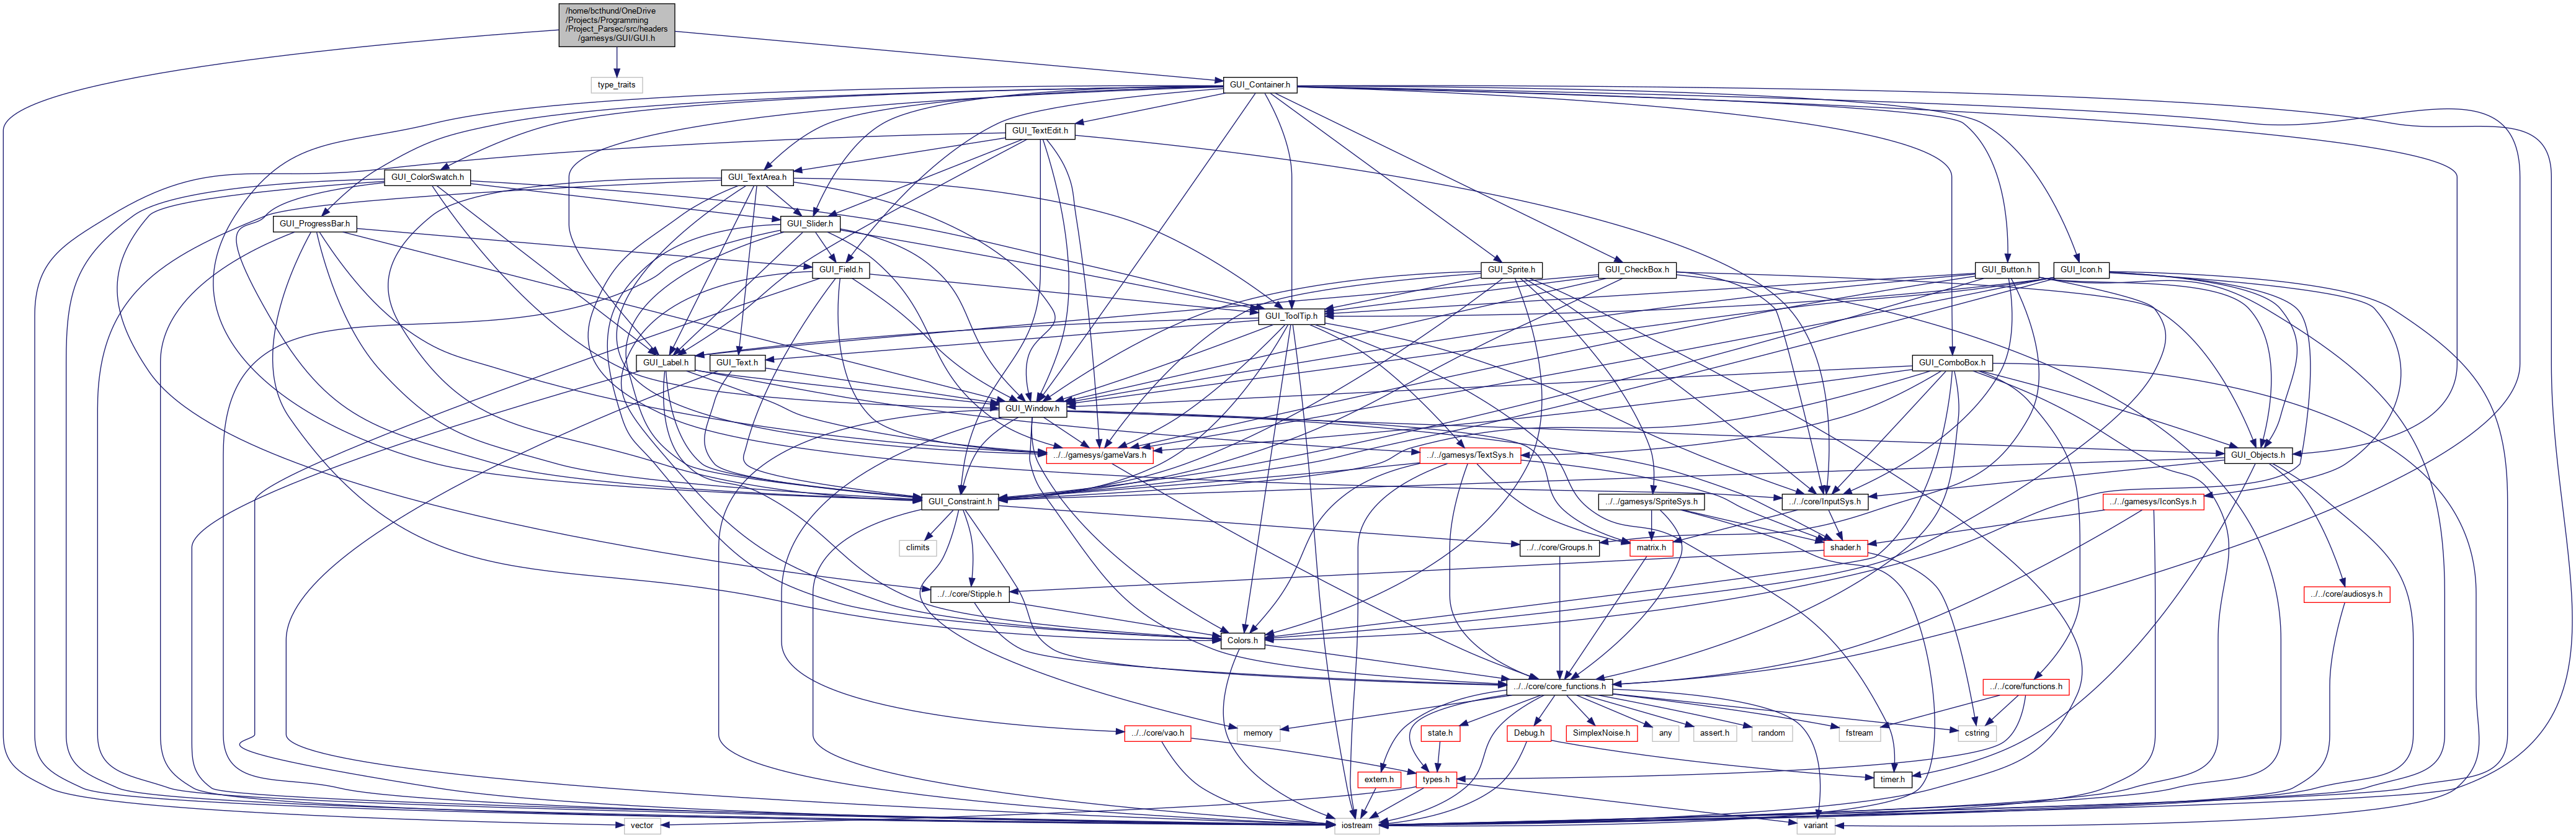 /home/bcthund/OneDrive
/Projects/Programming
/Project_Parsec/src/headers
/gamesys/GUI/GUI.h
type_traits
GUI_Container.h
GUI_TextEdit.h
GUI_ColorSwatch.h
GUI_TextArea.h
GUI_ProgressBar.h
GUI_Slider.h
GUI_Field.h
GUI_Sprite.h
GUI_CheckBox.h
GUI_Button.h
GUI_Icon.h
GUI_ToolTip.h
GUI_Label.h
GUI_Text.h
GUI_ComboBox.h
GUI_Window.h
../../gamesys/gameVars.h
../../gamesys/TextSys.h
GUI_Objects.h
GUI_Constraint.h
../../gamesys/SpriteSys.h
../../core/InputSys.h
../../gamesys/IconSys.h
climits
../../core/Groups.h
matrix.h
shader.h
../../core/Stipple.h
../../core/audiosys.h
Colors.h
../../core/core_functions.h
../../core/functions.h
../../core/vao.h
memory
state.h
Debug.h
SimplexNoise.h
any
assert.h
random
fstream
cstring
extern.h
types.h
timer.h
vector
iostream
variant